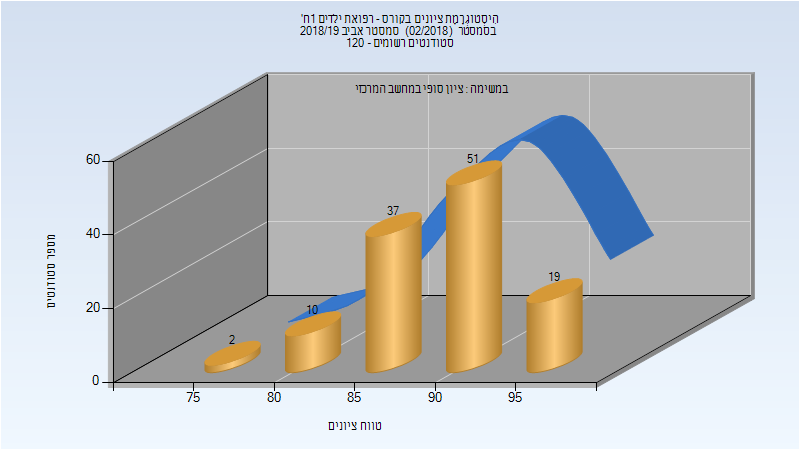 היסטוגרמת ציונים בקורס - רפואת ילדים 1ח'
בסמסטר (02/2018) סמסטר אביב 2018/19
סטודנטים רשומים - 120
במשימה : ציון סופי במחשב המרכזי
60
40
20
0
מספר סטודנטים
2
10
37
51
19
75
80
85
90
95
טווח ציונים